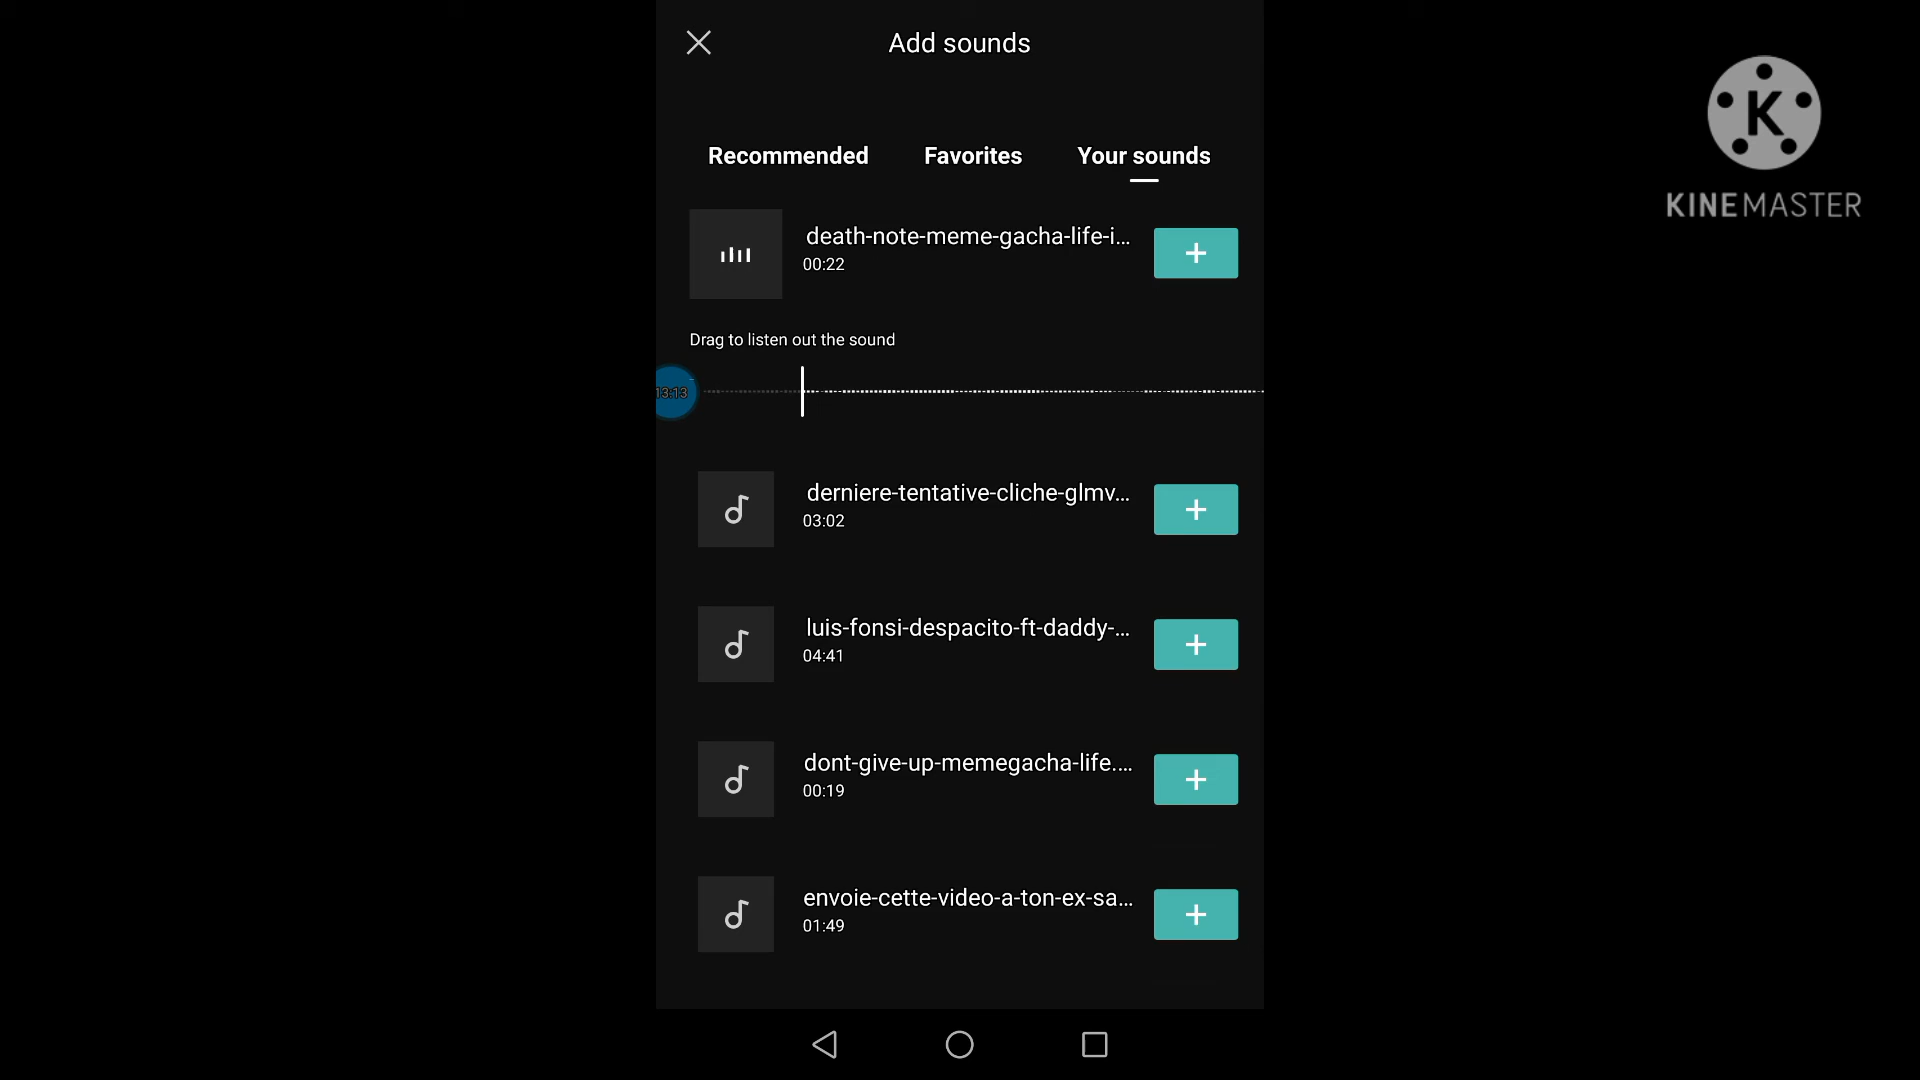 Add sounds
K
KINEMASTER
Recommended
Favorites
Your sounds
death-note-meme-gacha-life-i...
00:22
Drag to listen out the sound
13:13
derniere-tentative-cliche-glmv...
03:02
luis-fonsi-despacito-ft-daddy-...
04:41
dont-give-up-memegacha-life....
00:19
envoie-cette-video-a-ton-ex-sa...
01:49